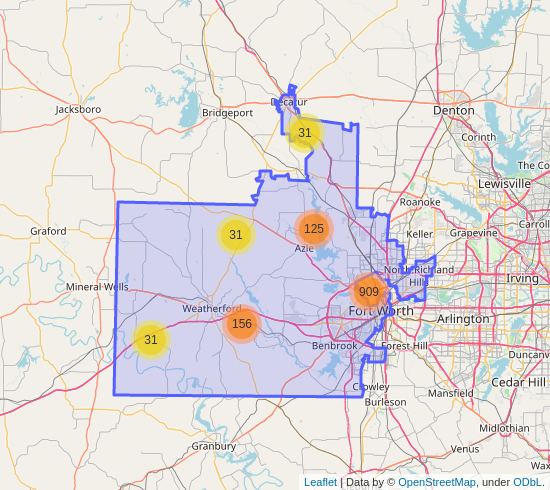 Jacksboro
Decatur
Bridgeport
Denton
31
Corinth
The Co
Lewisville
Roanoke
Carroll
Graford
31
125
Keller
Grapevine
Azle
North Richland
Hills
Irving
Mineral Wells
909
Weatherford
Fort Worth
156
Arlington
31
Benbrook
Forest Hill
Duncanv
Crowley
Cedar Hill
Burleson
Mansfield
Midlothian
Granbury
Venus
Waxa
Leaflet | Data by © OpenStreetMap, under ODbL.